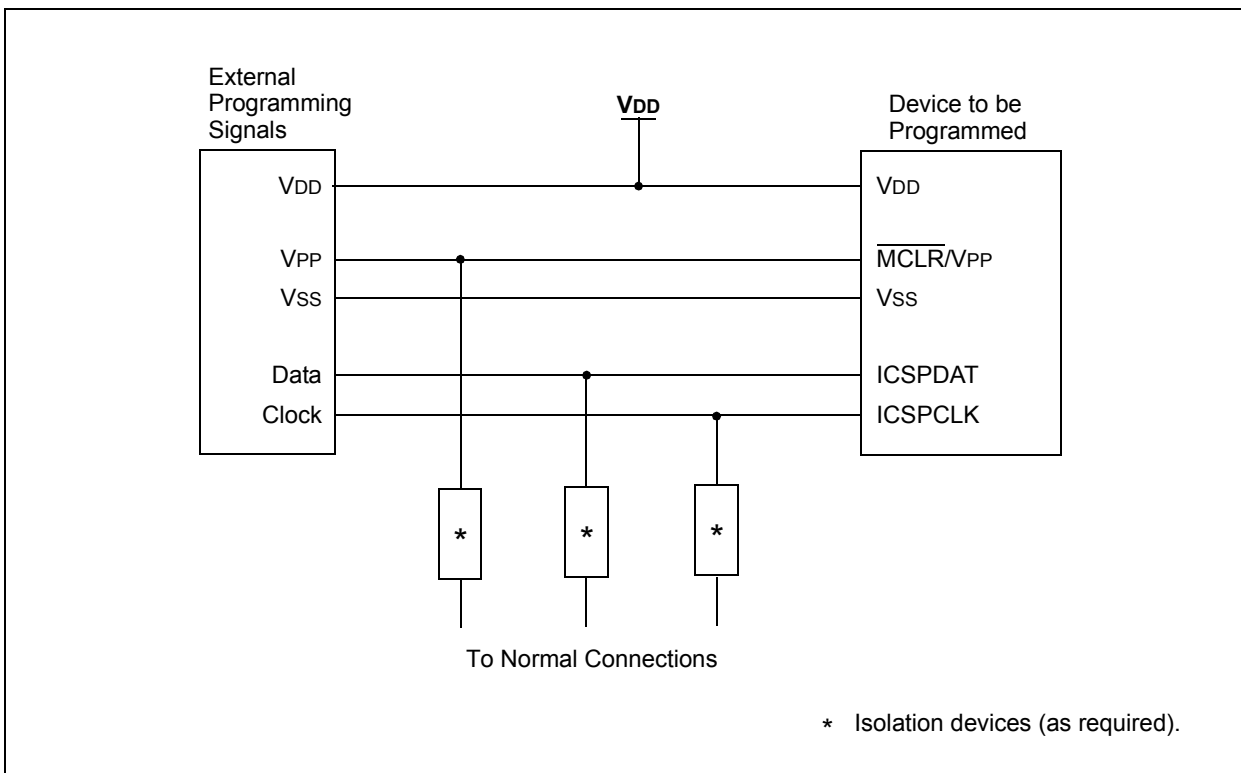 External
Programming
Signals
VDD
Device to be
Programmed
VDD
VDD
VPP
MCLR/VPP
VSS
VSS
Data
ICSPDAT
Clock
ICSPCLK
*
*
*
To Normal Connections
* Isolation devices (as required).